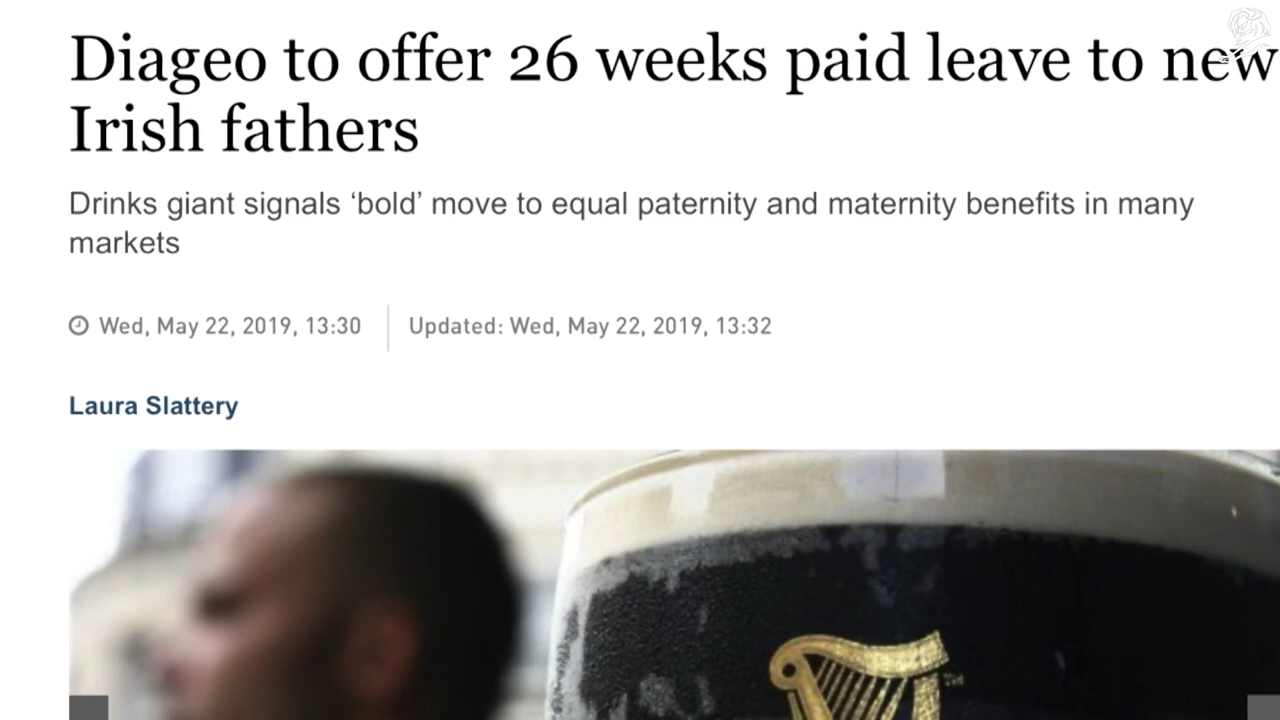 Diageo to offer 26 weeks paid leave to new
Irish fathers
Drinks giant signals ‘bold’ move to equal paternity and maternity benefits in many
markets
Wed, May 22, 2019, 13:30
Updated: Wed, May 22, 2019, 13:32
Laura Slattery
TM